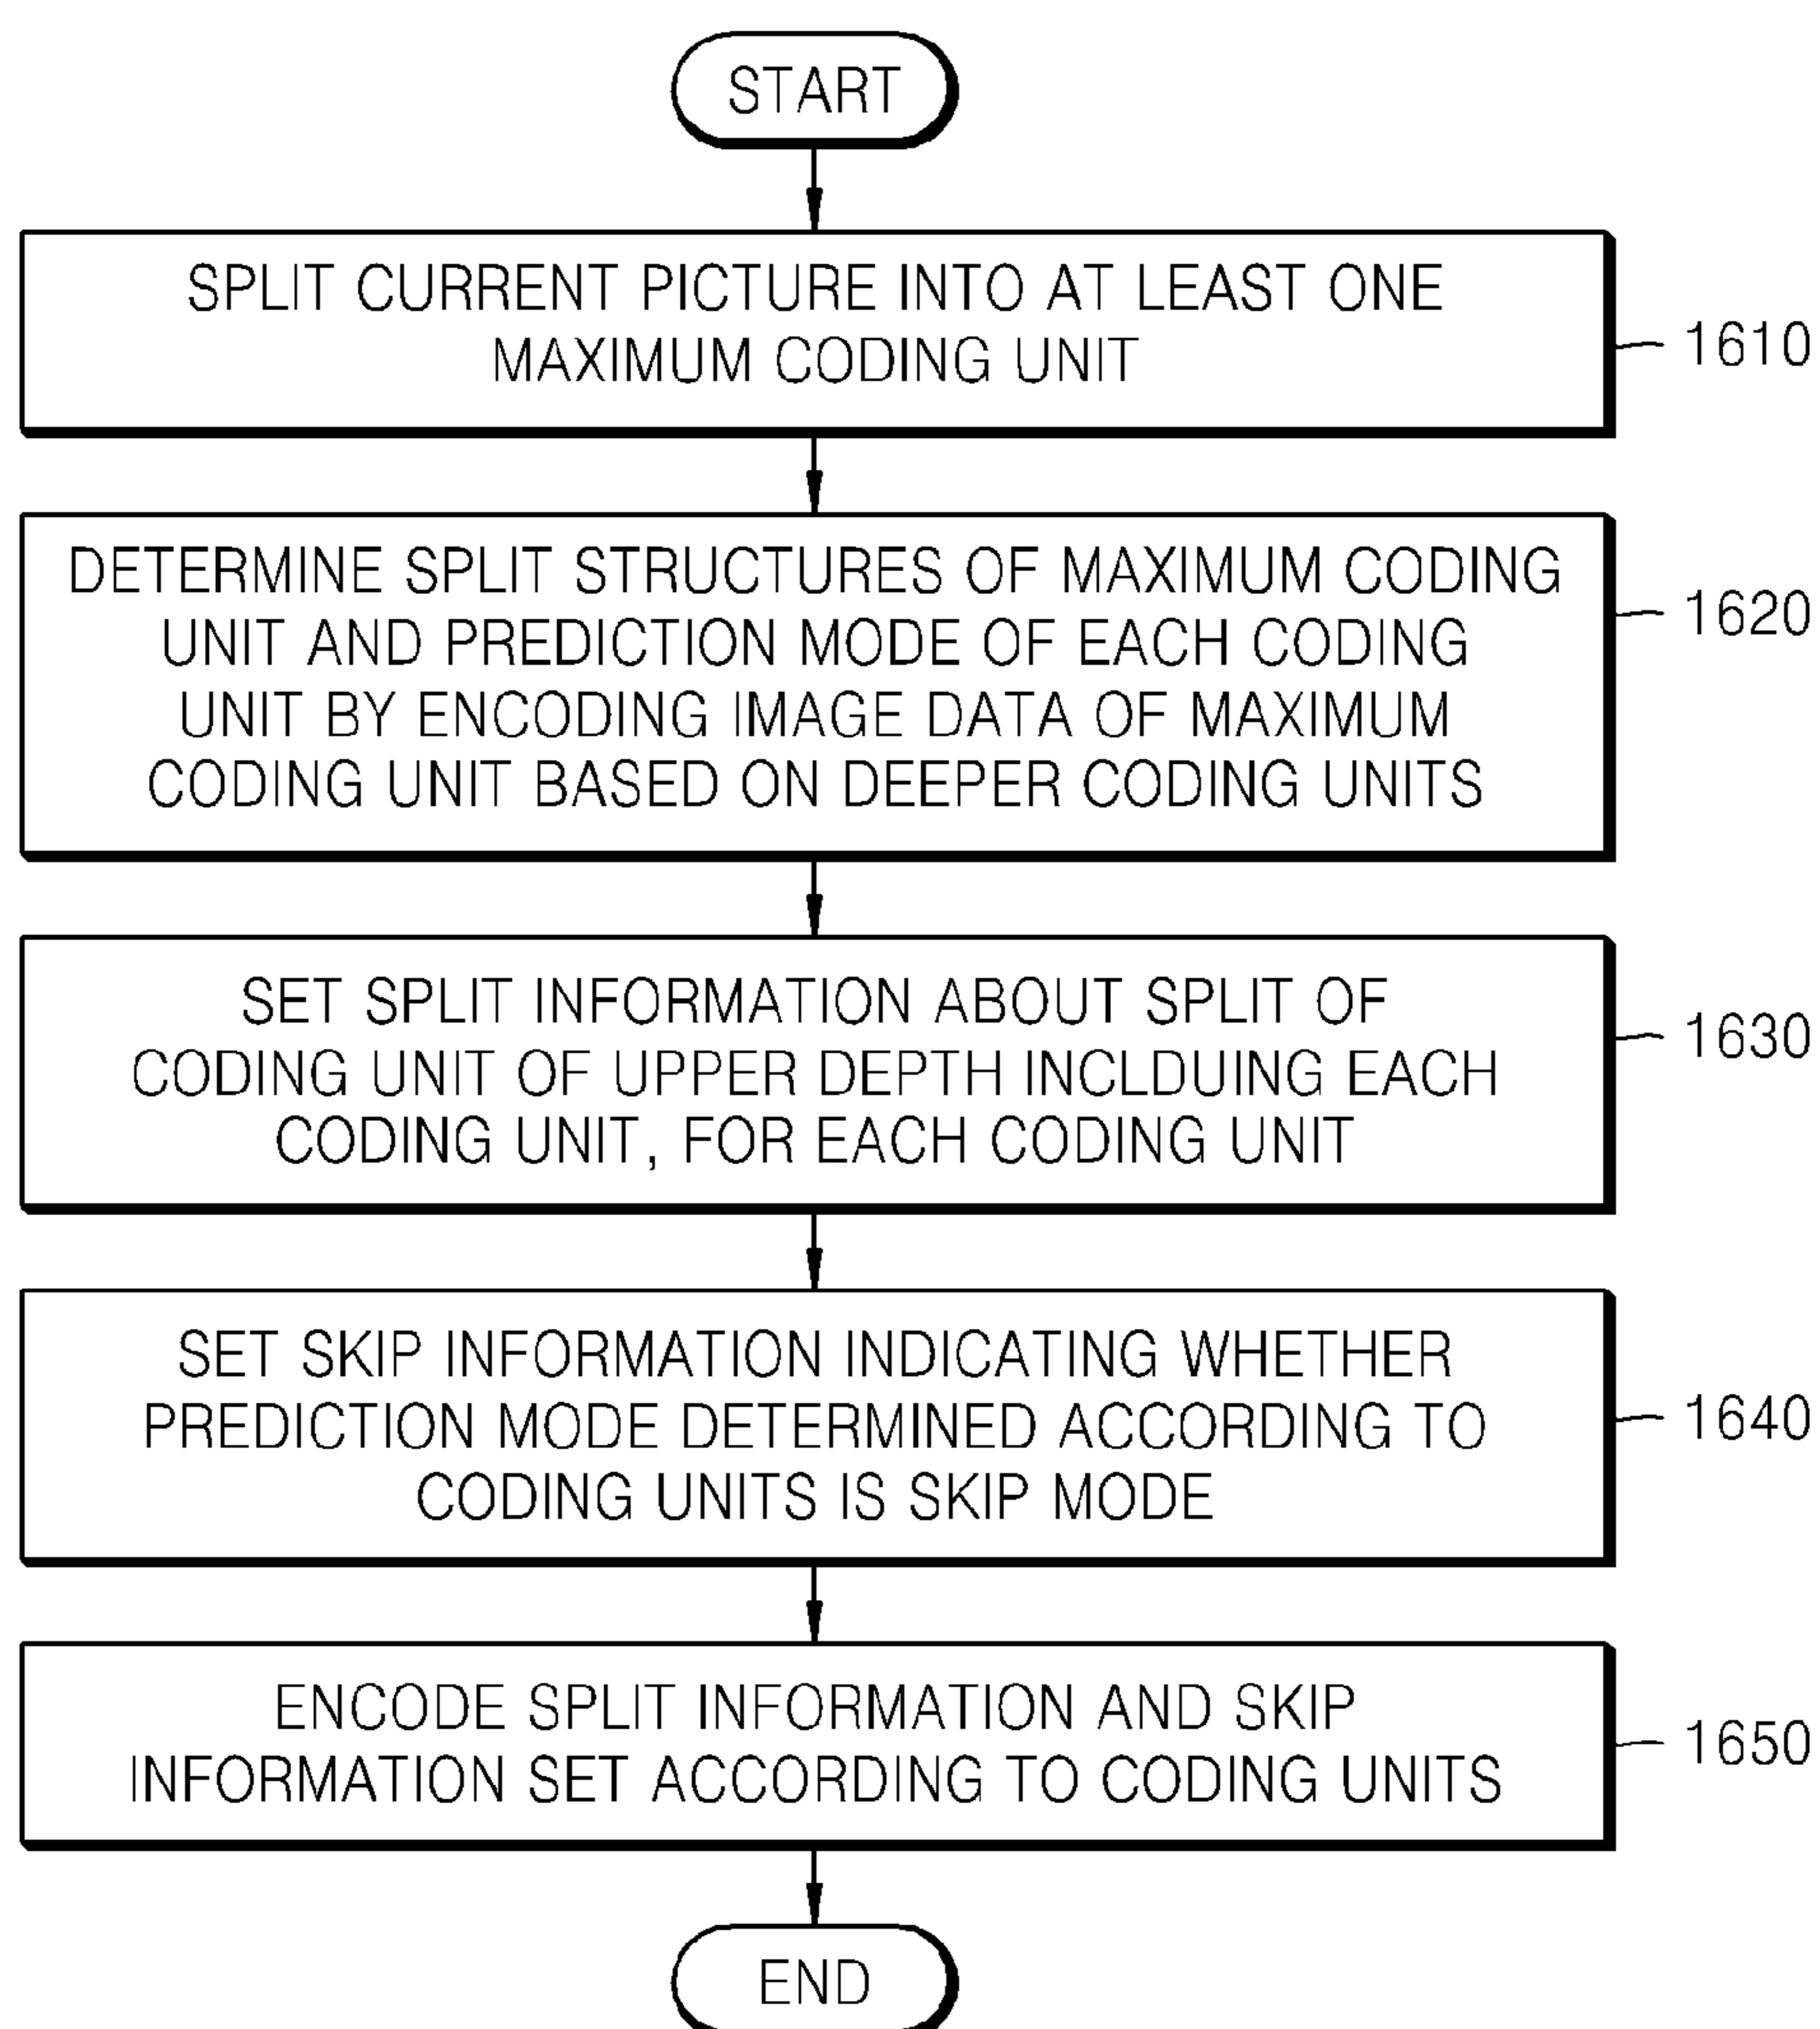 START
SPLIT CURRENT PICTURE INTO AT LEAST ONE
MAXIMUM CODING UNIT
1610
DETERMINE SPLIT STRUCTURES OF MAXIMUM CODING
UNIT AND PREDICTION MODE OF EACH CODING
UNIT BY ENCODING IMAGE DATA OF MAXIMUM
CODING UNIT BASED ON DEEPER CODING UNITS
1620
SET SPLIT INFORMATION ABOUT SPLIT OF
CODING UNIT OF UPPER DEPTH INCLDUING EACH
CODING UNIT, FOR EACH CODING UNIT
1630
SET SKIP INFORMATION INDICATING WHETHER
PREDICTION MODE DETERMINED ACCORDING TO
CODING UNITS IS SKIP MODE
1640
ENCODE SPLIT INFORMATION AND SKIP
INFORMATION SET ACCORDING TO CODING UNITS
1650
END